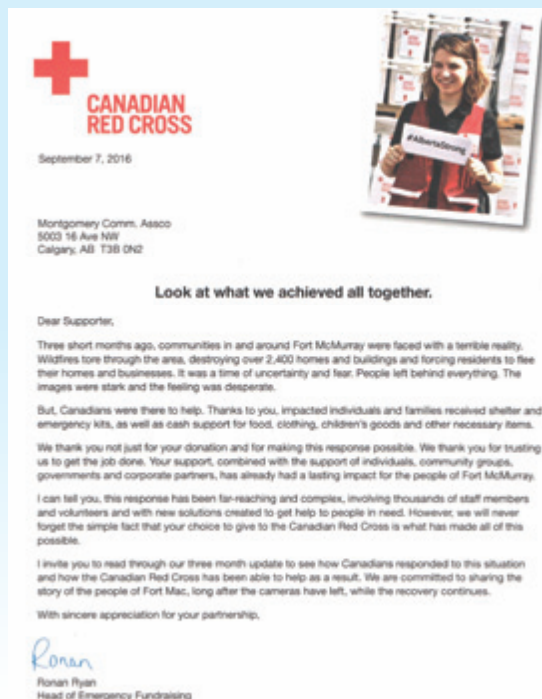 CANADIAN
RED CROSS
#AlbertaStrong
September 7, 2016
Montgomery Comm. Assco
5003 16 Ave NW
Calgary, AB T3B 0N2
Look at what we achieved all together.
Dear Supporter,
Three short months ago, communities in and around Fort McMurray were faced with a terrible reality.
Wildfires tore through the area, destroying over 2,400 homes and buildings and forcing residents to flee
their homes and businesses. It was a time of uncertainty and fear. People left behind everything. The
images were stark and the feeling was desperate.
But, Canadians were there to help. Thanks to you, impacted individuals and families received shelter and
emergency kits, as well as cash support for food, clothing, children's goods and other necessary items.
We thank you not just for your donation and for making this response possible. We thank you for trusting
us to get the job done. Your support, combined with the support of individuals, community groups,
governments and corporate partners, has already had a lasting impact for the people of Fort McMurray.
I can tell you, this response has been far-reaching and complex, involving thousands of staff members
and volunteers and with new solutions created to get help to people in need. However, we will never
forget the simple fact that your choice to give to the Canadian Red Cross is what has made all of this
possible.
I invite you to read through our three month update to see how Canadians responded to this situation
and how the Canadian Red Cross has been able to help as a result. We are committed to sharing the
story of the people of Fort Mac, long after the cameras have left, while the recovery continues.
With sincere appreciation for your partnership,
Ronan
Ronan Ryan
Head of Emergency Fundraising